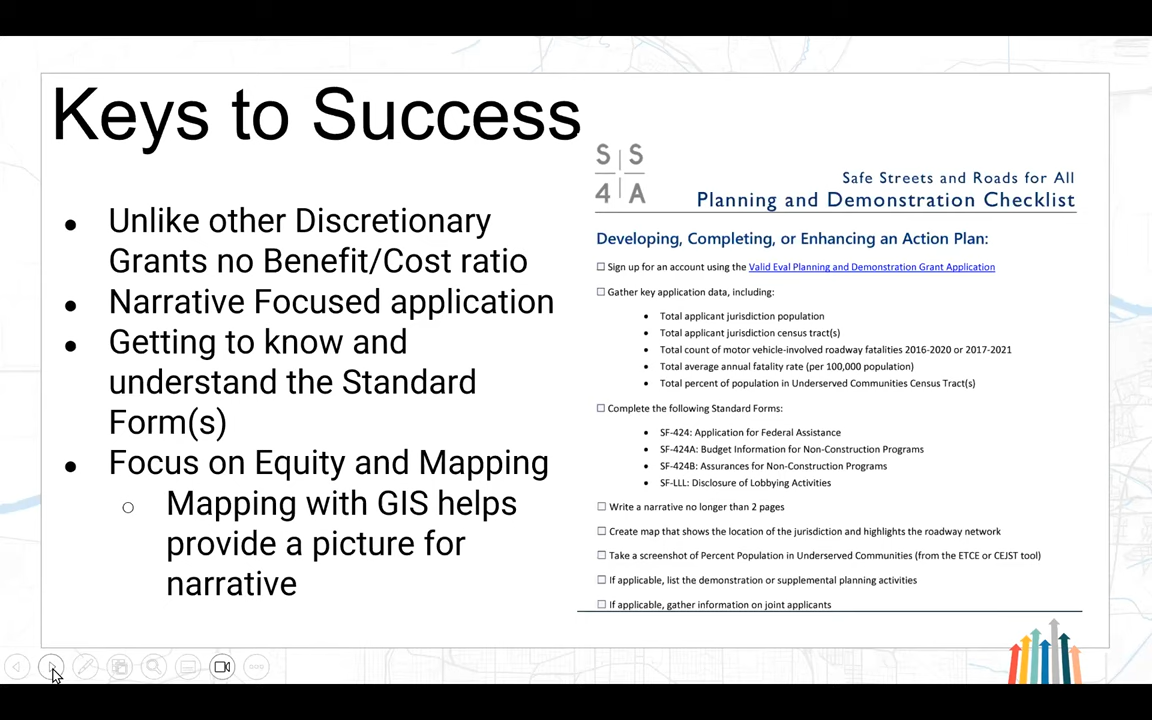 Keys to Success
● Unlike other Discretionary
Grants no Benefit/Cost ratio
● Narrative Focused application
● Getting to know and
understand the Standard
Form(s)
● Focus on Equity and Mapping
○ Mapping with GIS helps
provide a picture for
narrative
S S
4 A
Safe Streets and Roads for All
Planning and Demonstration Checklist
Developing, Completing, or Enhancing an Action Plan:
☐ Sign up for an account using the Valid Eval Planning and Demonstration Grant Application
☐ Gather key application data, including:
• Total applicant jurisdiction population
• Total applicant jurisdiction census tract(s)
• Total count of motor vehicle-involved roadway fatalities 2016-2020 or 2017-2021
• Total average annual fatality rate (per 100,000 population)
• Total percent of population in Underserved Communities Census Tract(s)
☐ Complete the following Standard Forms:
• SF-424: Application for Federal Assistance
• SF-424A: Budget Information for Non-Construction Programs
• SF-424B: Assurances for Non-Construction Programs
• SF-LLL: Disclosure of Lobbying Activities
☐ Write a narrative no longer than 2 pages
☐ Create map that shows the location of the jurisdiction and highlights the roadway network
☐ Take a screenshot of Percent Population in Underserved Communities (from the ETCE or CEJST tool)
☐ If applicable, list the demonstration or supplemental planning activities
☐ If applicable, gather information on joint applicants